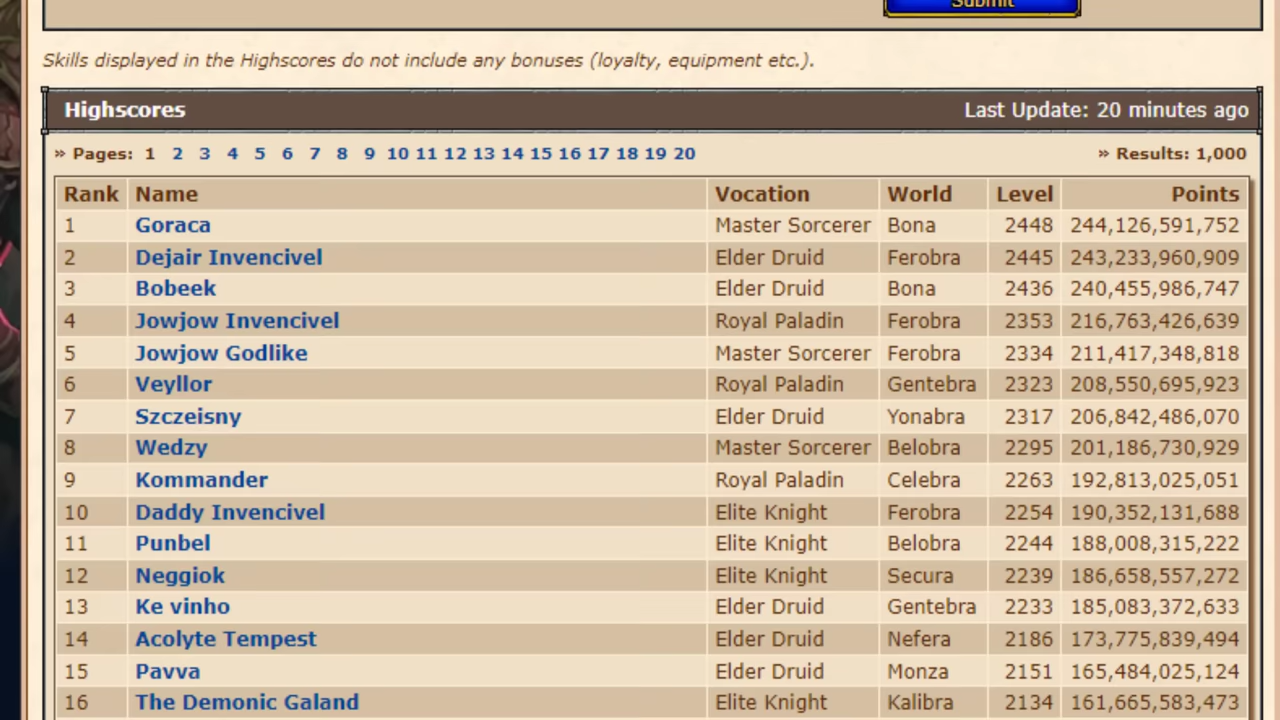 Submit
Skills displayed in the Highscores do not include any bonuses (loyalty, equipment etc.).
Highscores Last Update: 20 minutes ago
» Pages: 1 2 3 4 5 6 7 8 9 10 11 12 13 14 15 16 17 18 19 20 » Results: 1,000
Rank Name Vocation World Level Points
1 Goraca Master Sorcerer Bona 2448 244,126,591,752
2 Dejair Invencivel Elder Druid Ferobra 2445 243,233,960,909
3 Bobeek Elder Druid Bona 2436 240,455,986,747
4 Jowjow Invencivel Royal Paladin Ferobra 2353 216,763,426,639
5 Jowjow Godlike Master Sorcerer Ferobra 2334 211,417,348,818
6 Veyllor Royal Paladin Gentebra 2323 208,550,695,923
7 Szczeisny Elder Druid Yonabra 2317 206,842,486,070
8 Wedzy Master Sorcerer Belobra 2295 201,186,730,929
9 Kommander Royal Paladin Celebra 2263 192,813,025,051
10 Daddy Invencivel Elite Knight Ferobra 2254 190,352,131,688
11 Punbel Elite Knight Belobra 2244 188,008,315,222
12 Neggiok Elite Knight Secura 2239 186,658,557,272
13 Ke vinho Elder Druid Gentebra 2233 185,083,372,633
14 Acolyte Tempest Elder Druid Nefera 2186 173,775,839,494
15 Pavva Elder Druid Monza 2151 165,484,025,124
16 The Demonic Galand Elite Knight Kalibra 2134 161,665,583,473